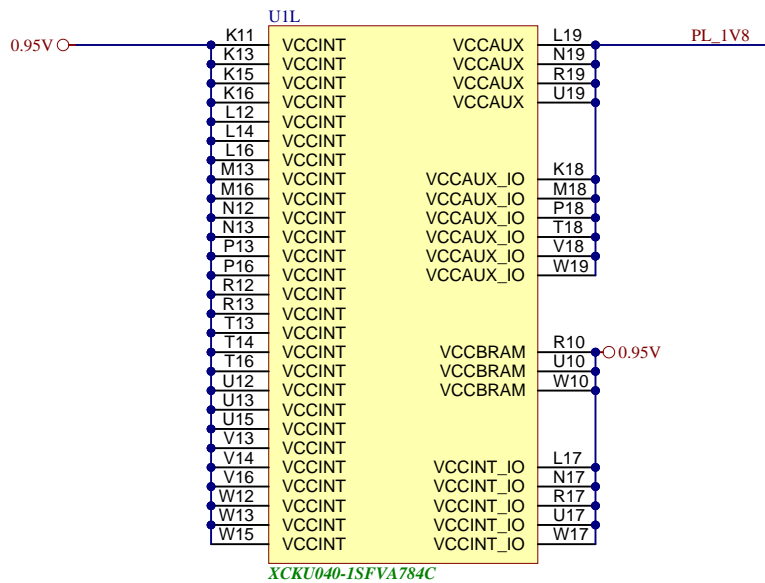 U1L
0.95V
K11 VCCINT VCCAUX L19 PL_1V8
K13 VCCINT VCCAUX N19
K15 VCCINT VCCAUX R19
K16 VCCINT VCCAUX U19
L12 VCCINT
L14 VCCINT
L16 VCCINT
M13 VCCINT VCCAUX_IO K18
M16 VCCINT VCCAUX_IO M18
N12 VCCINT VCCAUX_IO P18
N13 VCCINT VCCAUX_IO T18
P13 VCCINT VCCAUX_IO V18
P16 VCCINT VCCAUX_IO W19
R12 VCCINT
R13 VCCINT
T13 VCCINT
T14 VCCINT VCCBRAM R10 0.95V
T16 VCCINT VCCBRAM U10
U12 VCCINT VCCBRAM W10
U13 VCCINT
U15 VCCINT
V13 VCCINT
V14 VCCINT VCCINT_IO L17
V16 VCCINT VCCINT_IO N17
W12 VCCINT VCCINT_IO R17
W13 VCCINT VCCINT_IO U17
W15 VCCINT VCCINT_IO W17
XCKU040-1SFVA784C